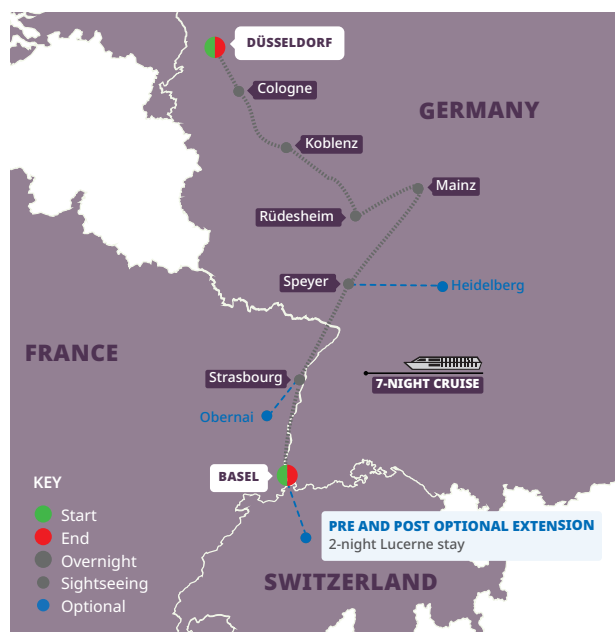 DÜSSELDORF
Cologne
GERMANY
Koblenz
Mainz
Rüdesheim
Speyer
Heidelberg
FRANCE
Strasbourg
7-NIGHT CRUISE
Obernai
BASEL
KEY
Start
End
Overnight
Sightseeing
Optional
PRE AND POST OPTIONAL EXTENSION
2-night Lucerne stay
SWITZERLAND